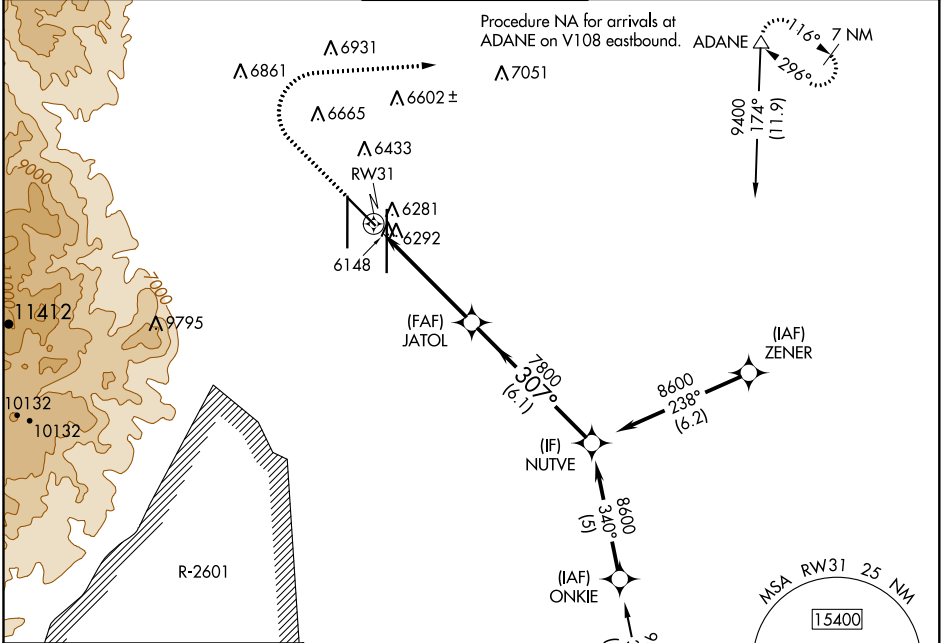 Procedure NA for arrivals at
ADANE on V108 eastbound.
ADANE
116°
7 NM
296°
9400
174°
(11.9)
6931
6861
7051
6602 ±
6665
6433
RW31
6281
6292
6148
9000
7000
11412
9795
10132
10132
(FAF)
JATOL
7800
307°
(6.1)
(IAF)
ZENER
8600
238°
(6.2)
(IF)
NUTVE
8600
340°
(5)
(IAF)
ONKIE
R-2601
MSA RW31 25 NM
15400